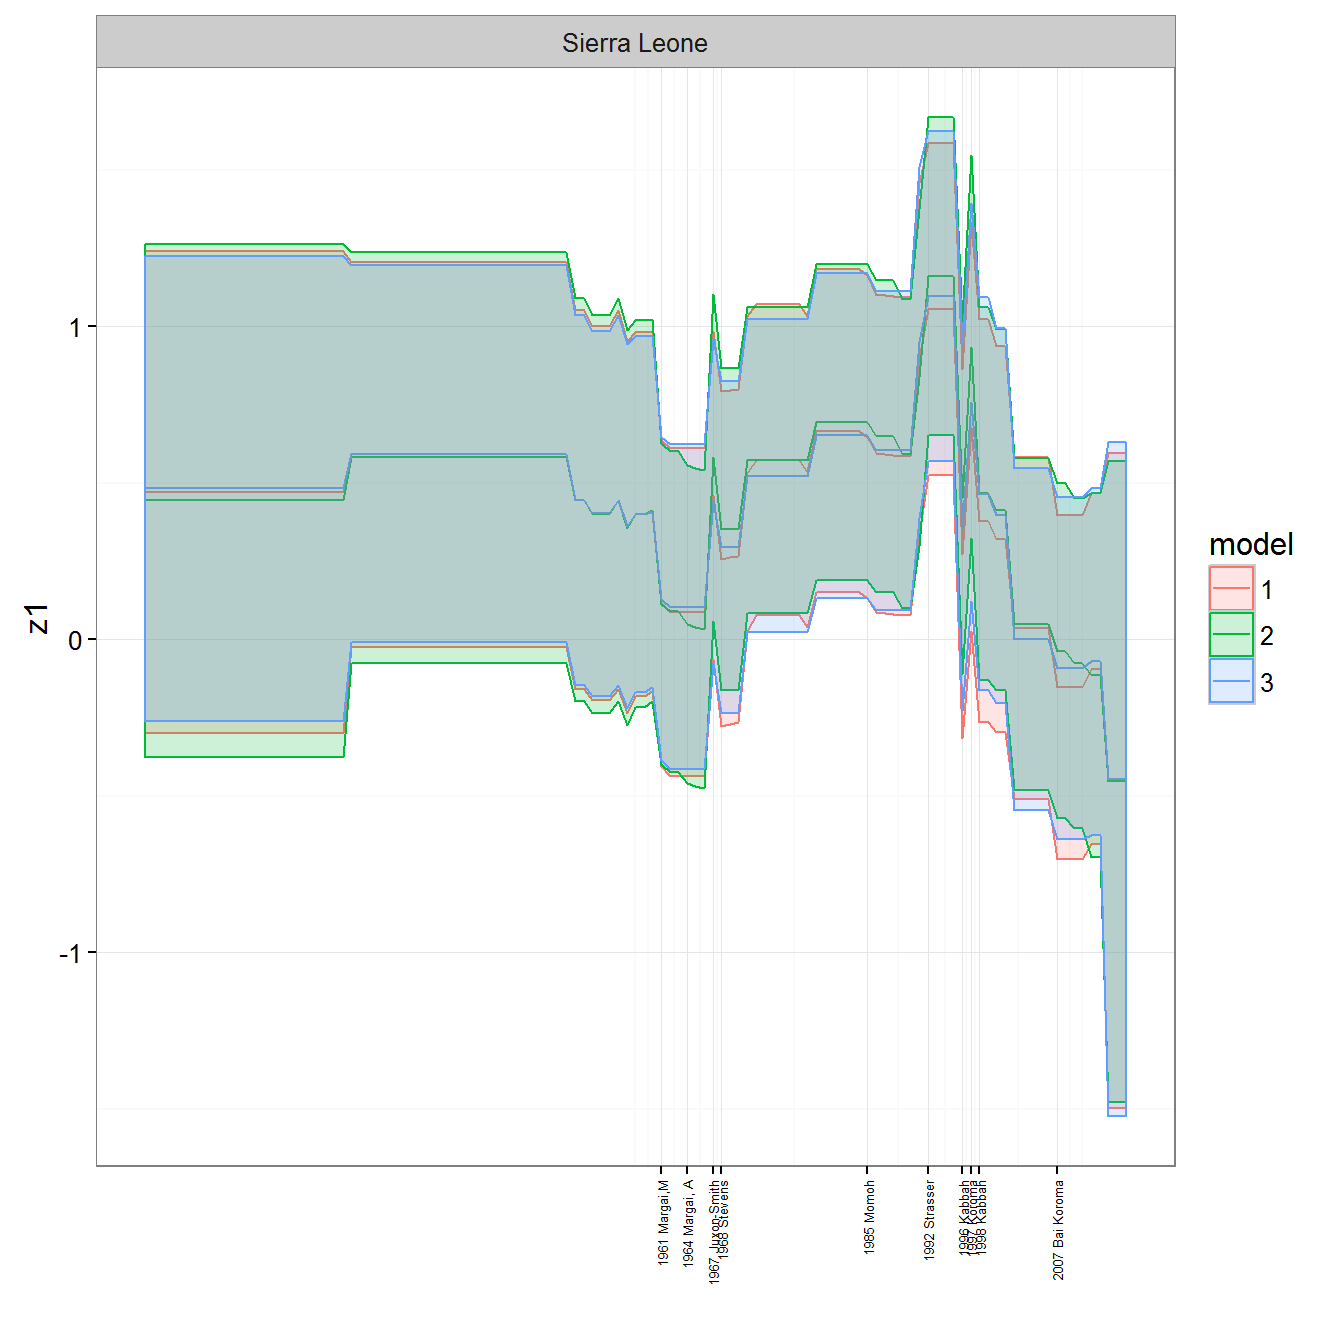 Sierra Leone
z1
1
0
-1
1961 Margai,M
1964 Margai, A
1967 Juxon-Smith
1968 Stevens
1985 Momoh
1992 Strasser
1996 Kabbah
1997 Koroma
1998 Kabbah
2007 Bai Koroma
model
1
2
3